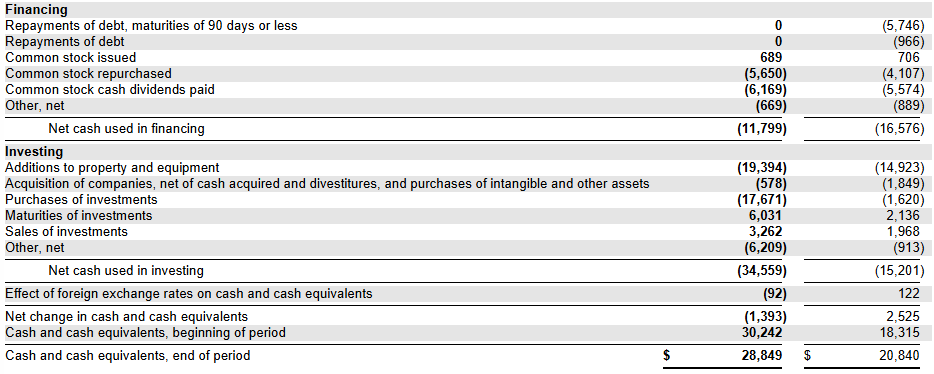 Financing
Repayments of debt, maturities of 90 days or less 0 (5,746)
Repayments of debt 0 (966)
Common stock issued 689 706
Common stock repurchased (5,650) (4,107)
Common stock cash dividends paid (6,169) (5,574)
Other, net (669) (889)
Net cash used in financing (11,799) (16,576)
Investing
Additions to property and equipment (19,394) (14,923)
Acquisition of companies, net of cash acquired and divestitures, and purchases of intangible and other assets (578) (1,849)
Purchases of investments (17,671) (1,620)
Maturities of investments 6,031 2,136
Sales of investments 3,262 1,968
Other, net (6,209) (913)
Net cash used in investing (34,559) (15,201)
Effect of foreign exchange rates on cash and cash equivalents (92) 122
Net change in cash and cash equivalents (1,393) 2,525
Cash and cash equivalents, beginning of period 30,242 18,315
Cash and cash equivalents, end of period $ 28,849 $ 20,840